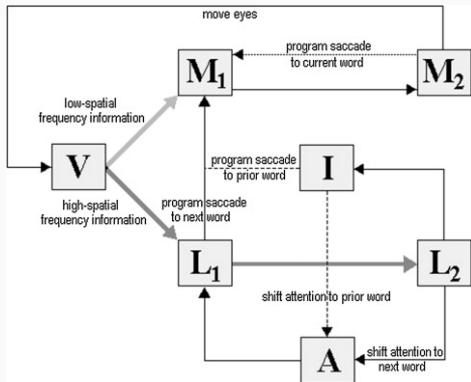 move eyes
program saccade
to current word
M1
M2
low-spatial
frequency information
V
program saccade
to prior word
I
high-spatial
frequency information
program saccade
to next word
L1
L2
shift attention to prior word
A
shift attention to
next word